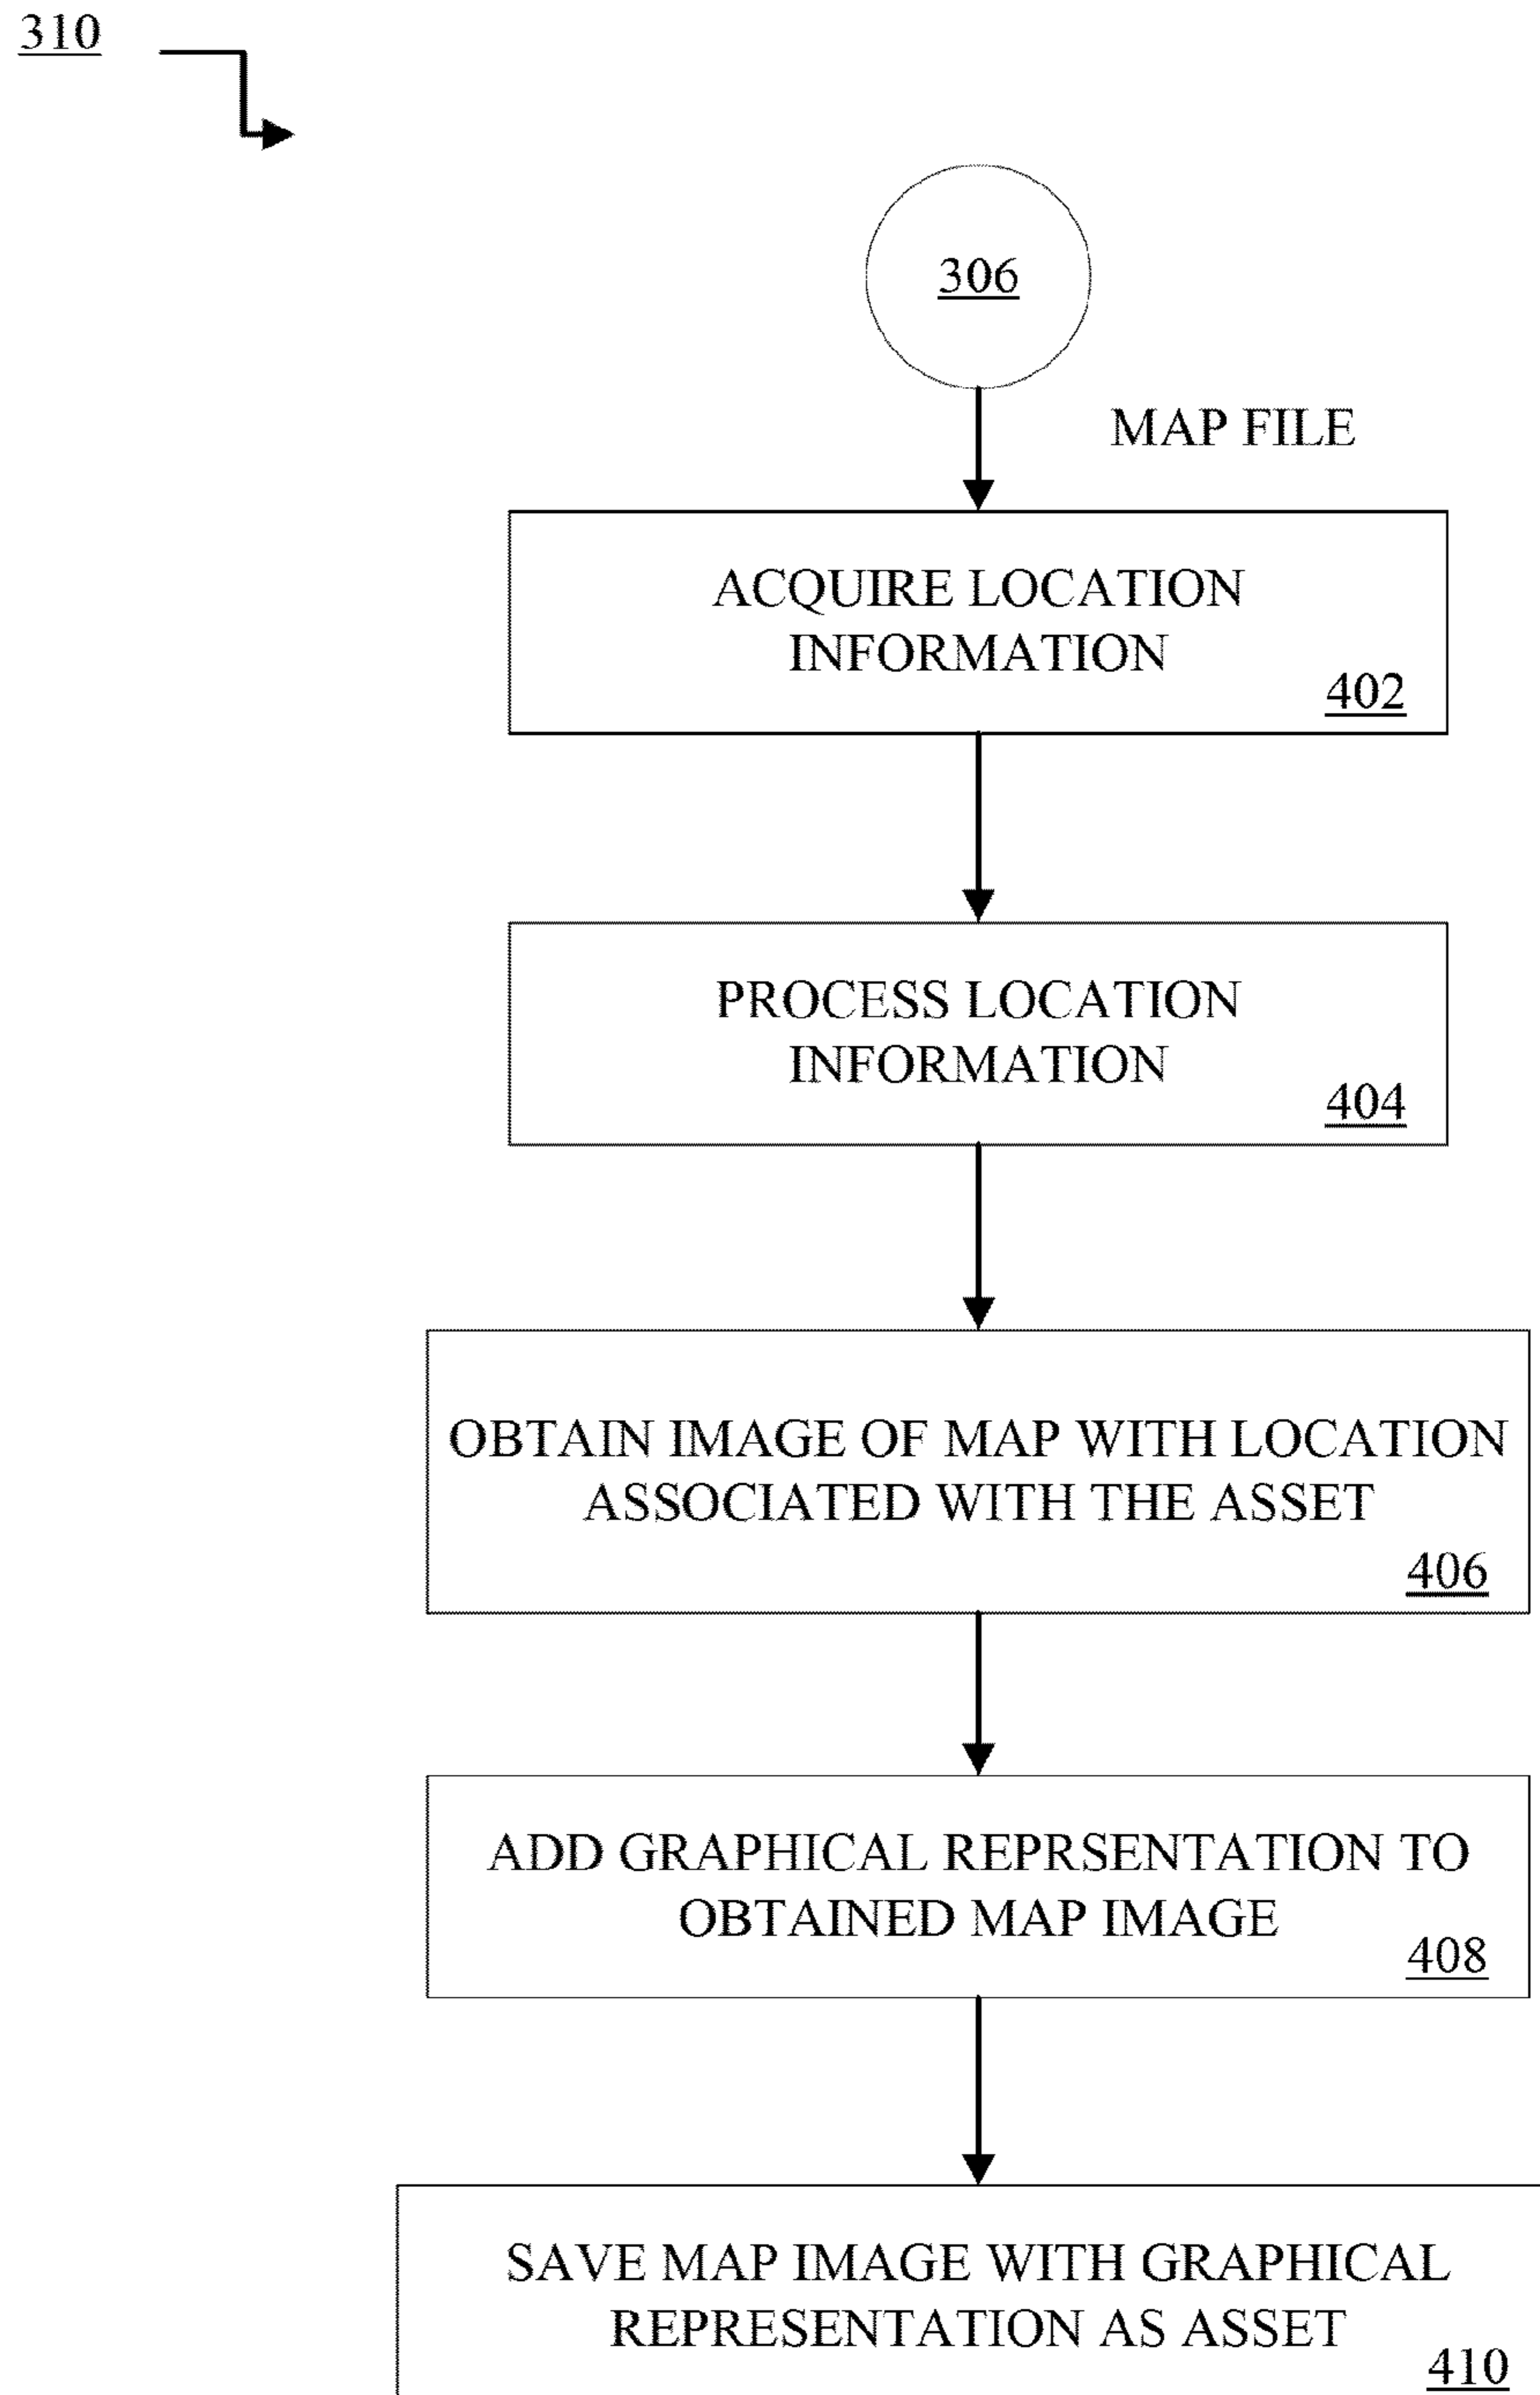 310
306
MAP FILE
ACQUIRE LOCATION
INFORMATION
402
PROCESS LOCATION
INFORMATION
404
OBTAIN IMAGE OF MAP WITH LOCATION
ASSOCIATED WITH THE ASSET
406
ADD GRAPHICAL REPRSENTATION TO
OBTAINED MAP IMAGE
408
SAVE MAP IMAGE WITH GRAPHICAL
REPRESENTATION AS ASSET
410